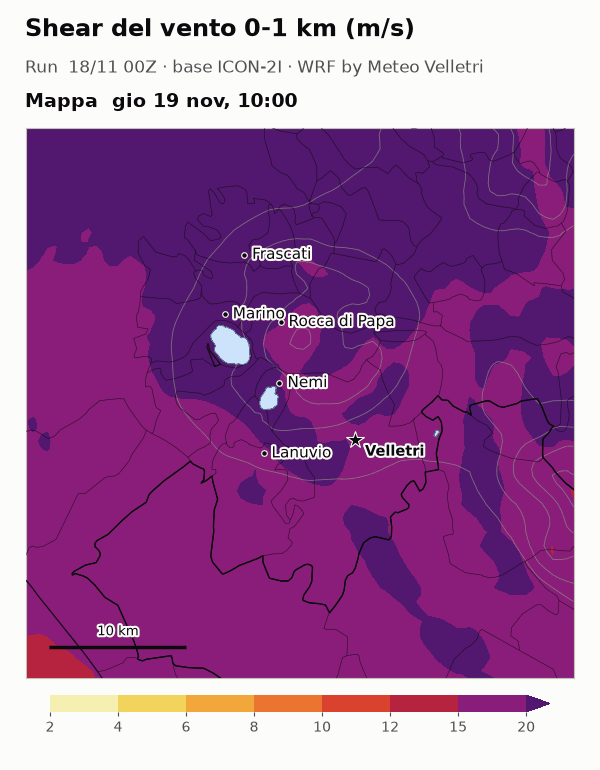 Shear del vento 0-1 km (m/s)
Run  18/11 00Z · base ICON-2I · WRF by Meteo Velletri
Mappa  gio 19 nov, 10:00
Frascati
Marino
Rocca di Papa
Nemi
Velletri
Lanuvio
10 km
2 4 6 8 10 12 15 20